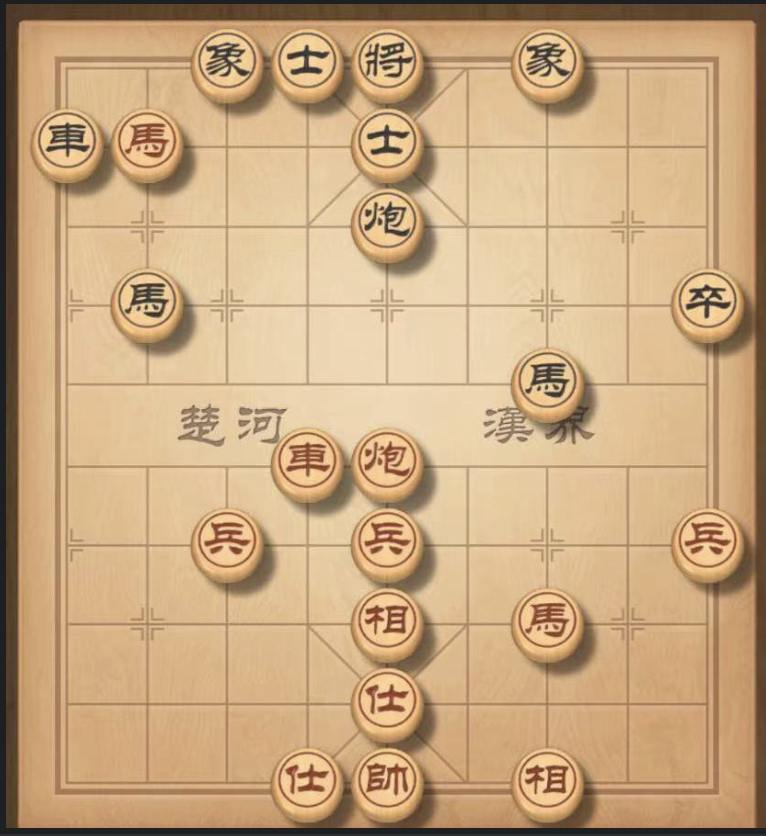 象 士 將 象
車 馬 士
炮
馬 卒
馬
楚河 漢界
車 炮
兵 兵 兵
相 馬
仕
仕 帥 相